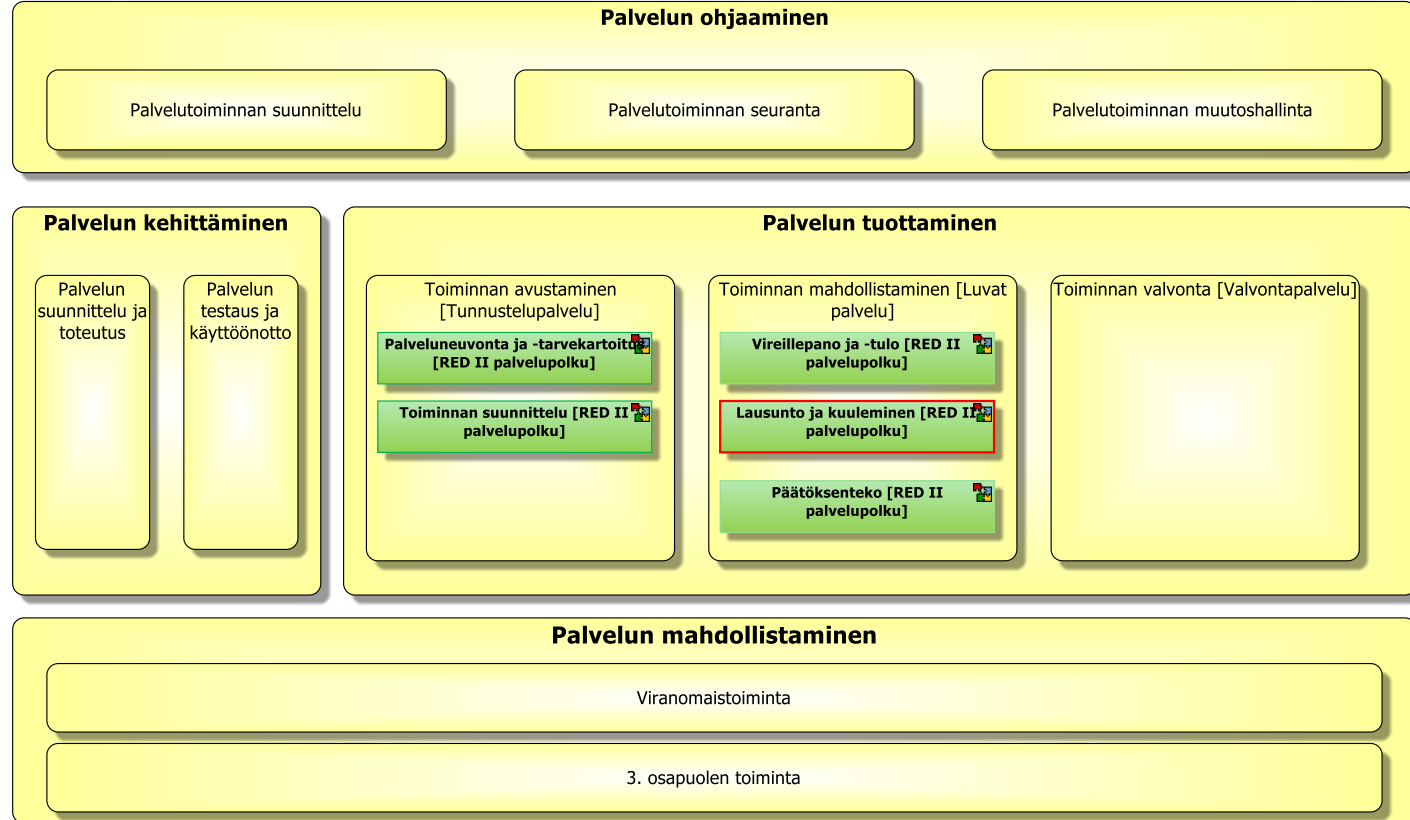 Palvelun ohjaaminen
Palvelutoiminnan suunnittelu
Palvelutoiminnan seuranta
Palvelutoiminnan muutoshallinta
Palvelun kehittäminen
Palvelun
suunnittelu ja
toteutus
Palvelun
testaus ja
käyttöönotto
Palvelun tuottaminen
Toiminnan avustaminen
[Tunnustelupalvelu]
Palveluneuvonta ja -tarvekartoitus
[RED II palvelupolku]
Toiminnan suunnittelu [RED II
palvelupolku]
Toiminnan mahdollistaminen [Luvat
palvelu]
Vireillepano ja -tulo [RED II
palvelupolku]
Lausunto ja kuuleminen [RED II
palvelupolku]
Päätöksenteko [RED II
palvelupolku]
Toiminnan valvonta [Valvontapalvelu]
Palvelun mahdollistaminen
Viranomaistoiminta
3. osapuolen toiminta